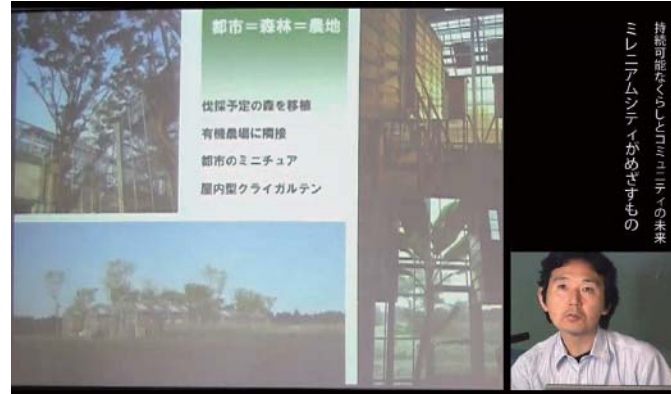 都市＝森林＝農地
伐採予定の森を移植
有機農場に隣接
都市のミニチュア
屋内型クライガルテン
持続可能なくらしとコミュニティの未来
ミレニアムシティがめざすもの